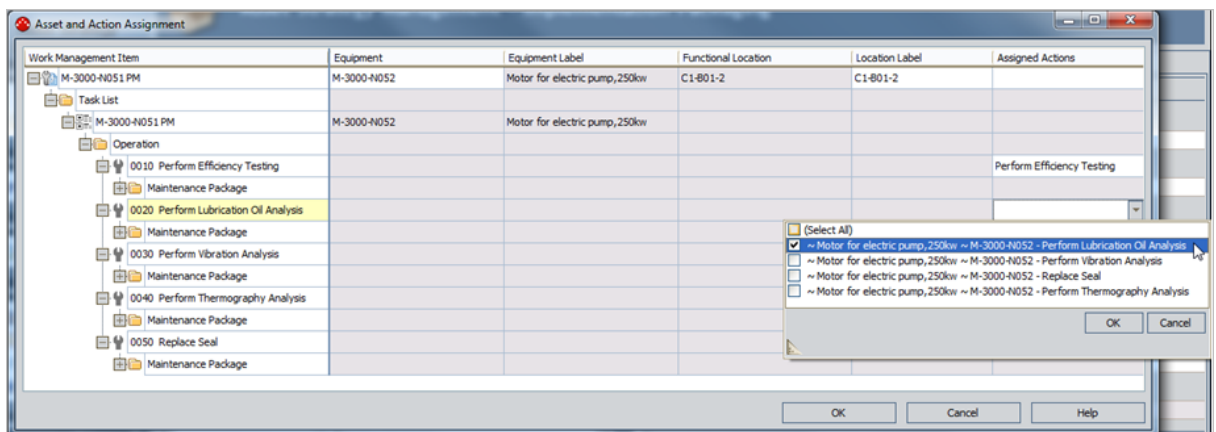 Asset and Action Assignment
Work Management Item Equipment Equipment Label Functional Location Location Label Assigned Actions
M-3000-N051 PM M-3000-N052 Motor for electric pump,250kw C1-B01-2 C1-B01-2
Task List
M-3000-N051 PM M-3000-N052 Motor for electric pump,250kw
Operation
0010 Perform Efficiency Testing Perform Efficiency Testing
Maintenance Package
0020 Perform Lubrication Oil Analysis
Maintenance Package
0030 Perform Vibration Analysis
Maintenance Package
0040 Perform Thermography Analysis
Maintenance Package
0050 Replace Seal
Maintenance Package
(Select All)
~ Motor for electric pump,250kw ~ M-3000-N052 - Perform Lubrication Oil Analysis
~ Motor for electric pump,250kw ~ M-3000-N052 - Perform Vibration Analysis
~ Motor for electric pump,250kw ~ M-3000-N052 - Replace Seal
~ Motor for electric pump,250kw ~ M-3000-N052 - Perform Thermography Analysis
OK Cancel
OK Cancel Help